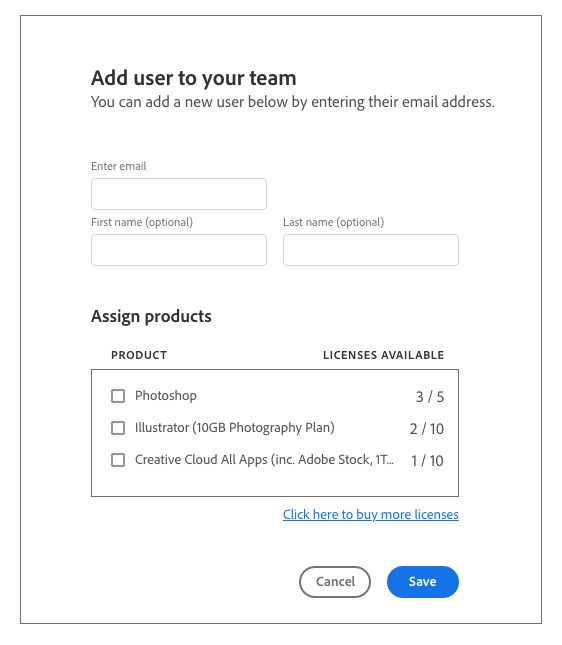 Add user to your team
You can add a new user below by entering their email address.
Enter email
First name (optional) Last name (optional)
Assign products
PRODUCT LICENSES AVAILABLE
Photoshop 3 / 5
Illustrator (10GB Photography Plan) 2 / 10
Creative Cloud All Apps (inc. Adobe Stock, 1T... 1 / 10
Click here to buy more licenses
Cancel Save